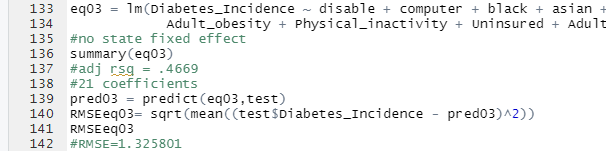 133 eq03 = lm(Diabetes_Incidence ~ disable + computer + black + asian +
134 Adult_obesity + Physical_inactivity + Uninsured + Adult
135 #no state fixed effect
136 summary(eq03)
137 #adj rsq = .4669
138 #21 coefficients
139 pred03 = predict(eq03,test)
140 RMSEeq03= sqrt(mean((test$Diabetes_Incidence - pred03)^2))
141 RMSEeq03
142 #RMSE=1.325801